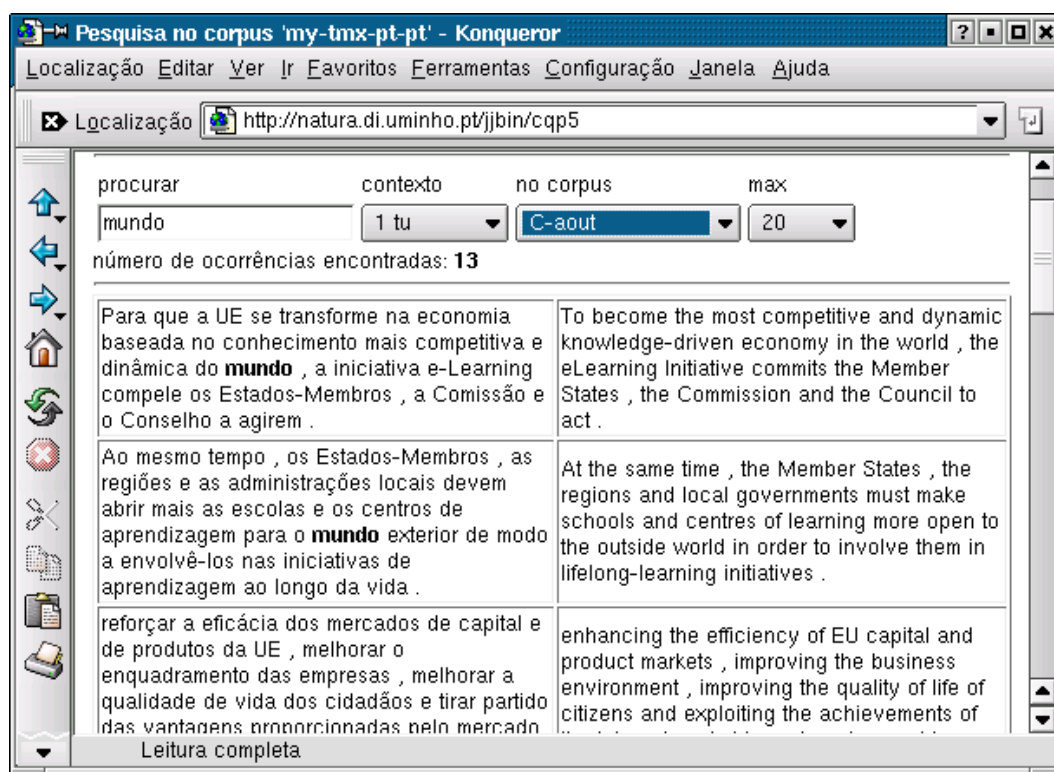 Pesquisa no corpus 'my-tmx-pt-pt' - Konqueror
Localização Editar Ver Ir Favoritos Ferramentas Configuração Janela Ajuda
Localização http://natura.di.uminho.pt/jjbin/cqp5
procurar contexto no corpus max
mundo 1 tu C-aout 20
número de ocorrências encontradas: 13
Para que a UE se transforme na economia
baseada no conhecimento mais competitiva e
dinâmica do mundo , a iniciativa e-Learning
compele os Estados-Membros , a Comissão e
o Conselho a agirem .
To become the most competitive and dynamic
knowledge-driven economy in the world , the
eLearning Initiative commits the Member
States , the Commission and the Council to
act .
Ao mesmo tempo , os Estados-Membros , as
regiões e as administrações locais devem
abrir mais as escolas e os centros de
aprendizagem para o mundo exterior de modo
a envolvê-los nas iniciativas de
aprendizagem ao longo da vida .
At the same time , the Member States , the
regions and local governments must make
schools and centres of learning more open to
the outside world in order to involve them in
lifelong-learning initiatives .
reforçar a eficácia dos mercados de capital e
de produtos da UE , melhorar o
enquadramento das empresas , melhorar a
qualidade de vida dos cidadãos e tirar partido
das vantagens proporcionadas pelo mercado
enhancing the efficiency of EU capital and
product markets , improving the business
environment , improving the quality of life of
citizens and exploiting the achievements of
Leitura completa